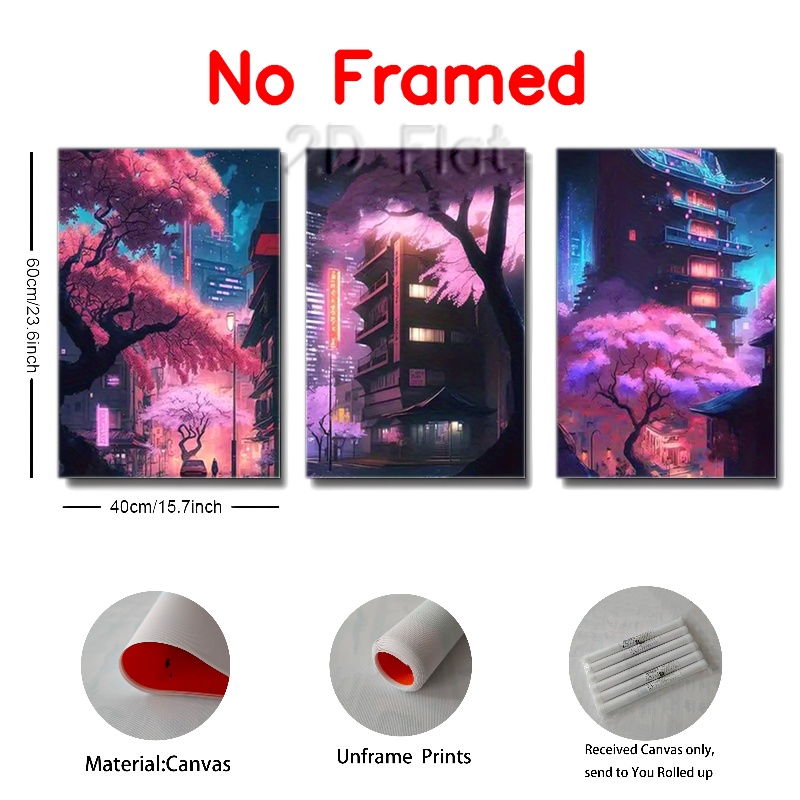 No Framed
2D Flat
60cm/23.6inch
40cm/15.7inch
Material:Canvas
Unframe Prints
Received Canvas only,
send to You Rolled up